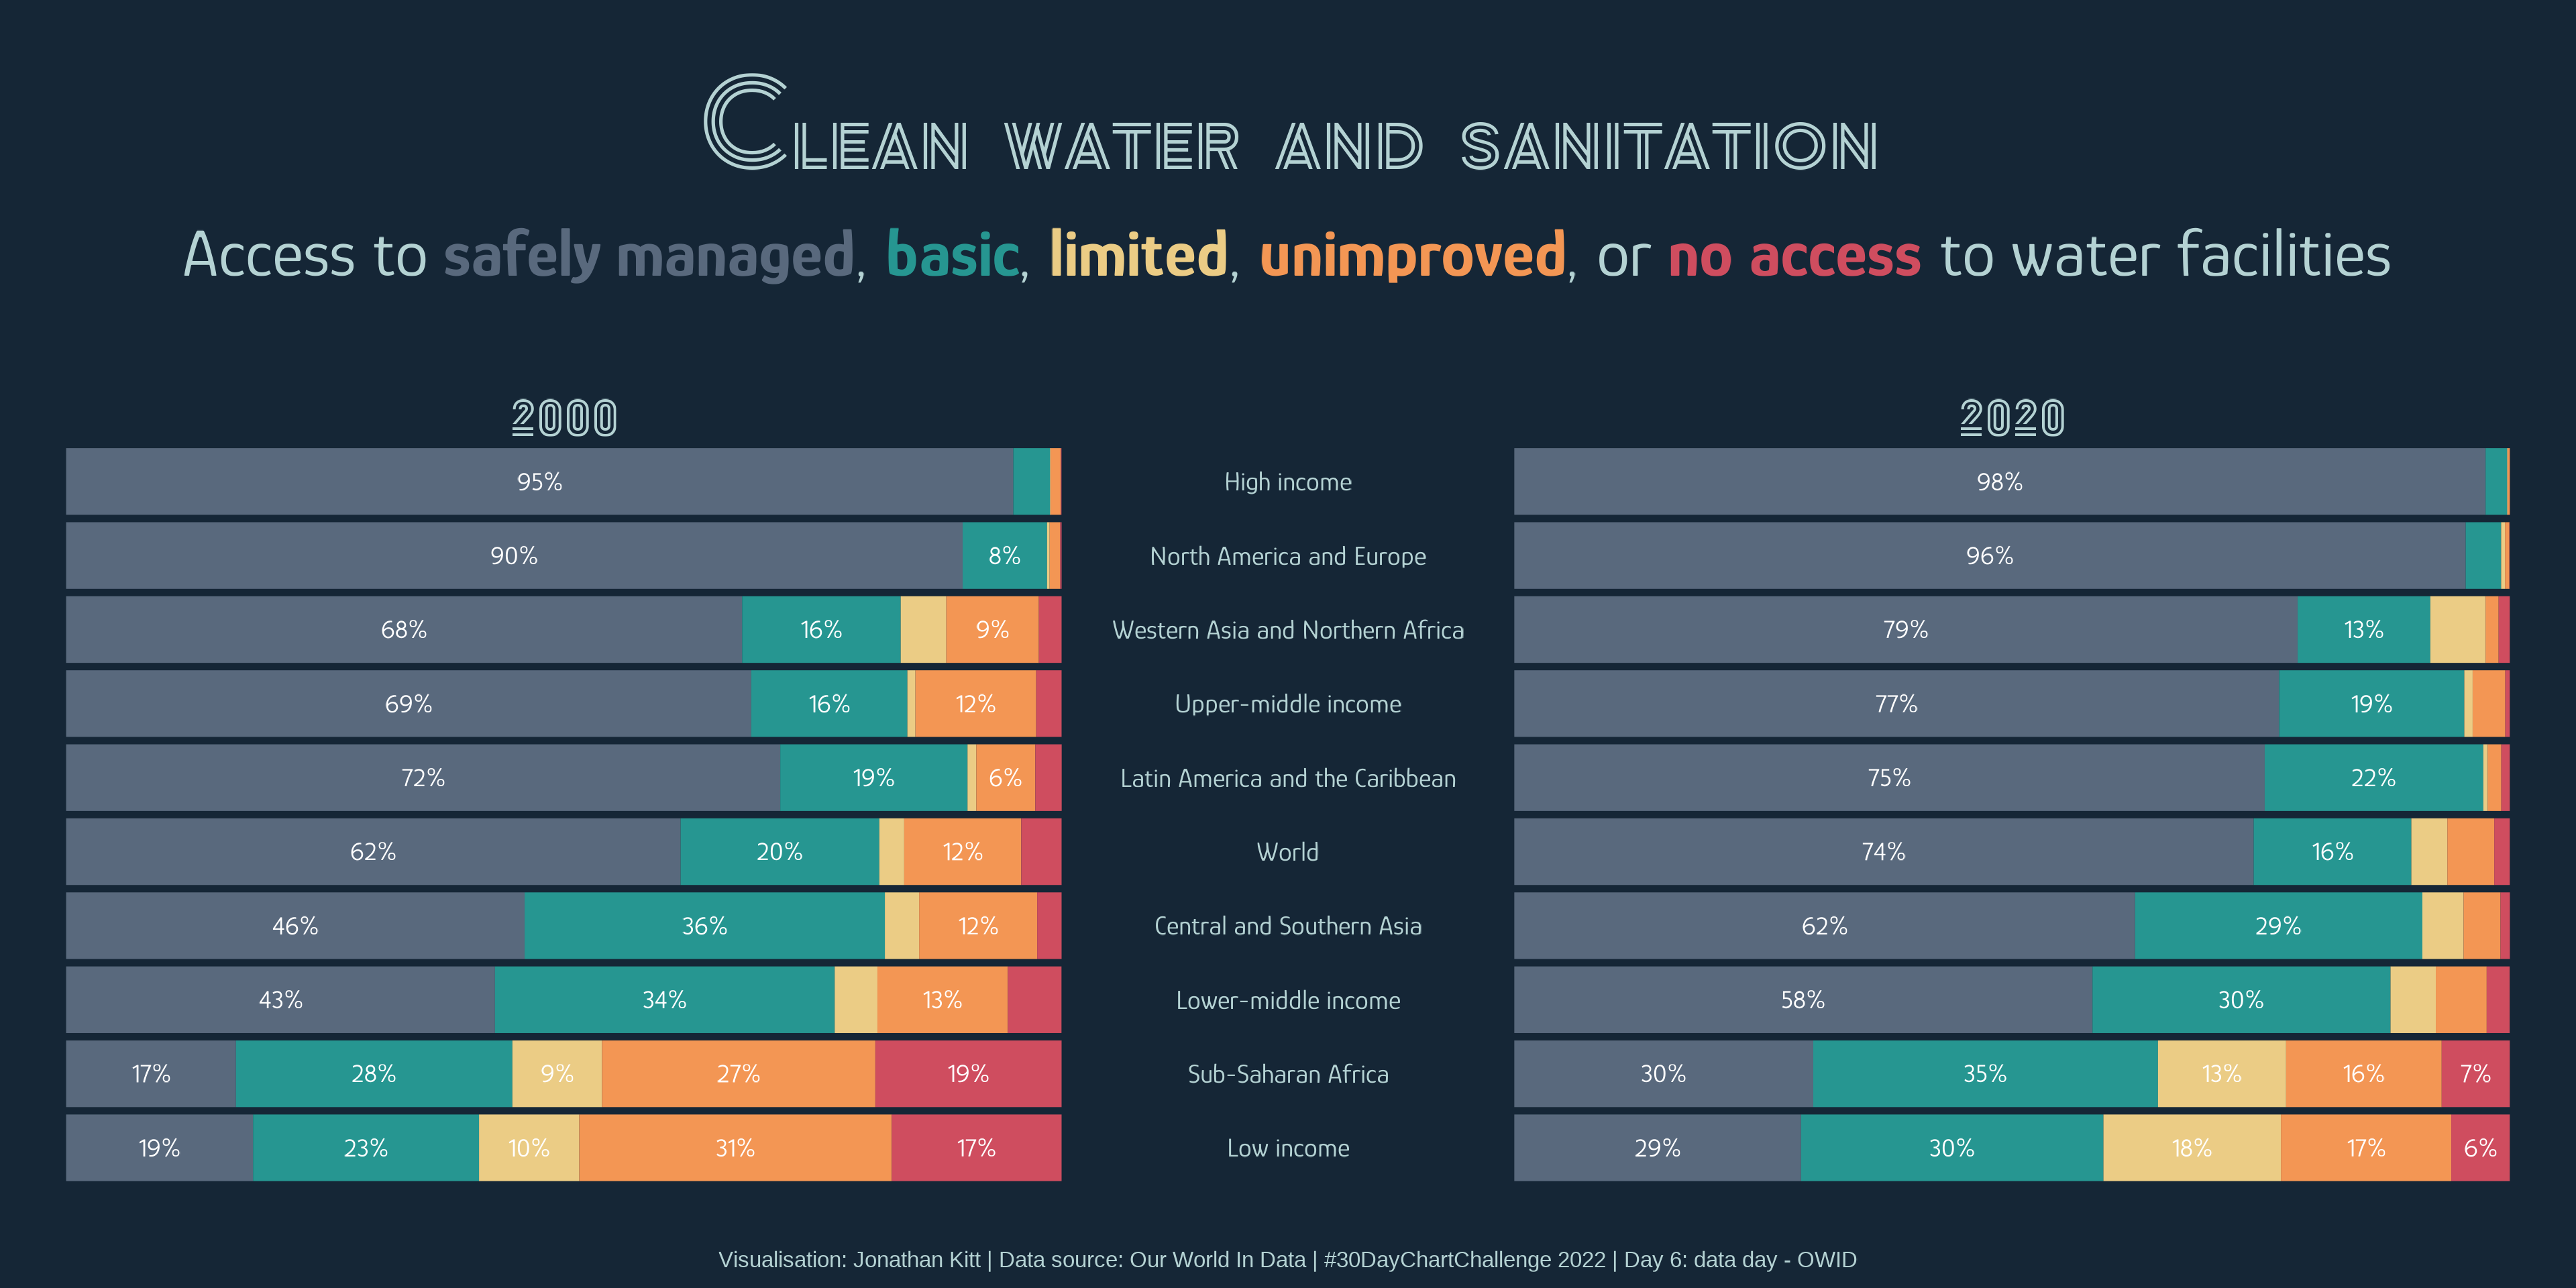 Clean water and sanitation
Access to safely managed, basic, limited, unimproved, or no access to water facilities
2000 2020
95% High income 98%
90% 8% North America and Europe 96%
68% 16% 9% Western Asia and Northern Africa 79% 13%
69% 16% 12% Upper-middle income 77% 19%
72% 19% 6% Latin America and the Caribbean 75% 22%
62% 20% 12% World 74% 16%
46% 36% 12% Central and Southern Asia 62% 29%
43% 34% 13% Lower-middle income 58% 30%
17% 28% 9% 27% 19% Sub-Saharan Africa 30% 35% 13% 16% 7%
19% 23% 10% 31% 17% Low income 29% 30% 18% 17% 6%
Visualisation: Jonathan Kitt | Data source: Our World In Data | #30DayChartChallenge 2022 | Day 6: data day - OWID